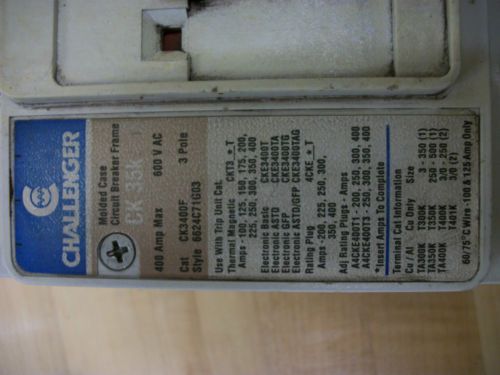 CHALLENGER
Molded Case
Circuit Breaker Frame
CK 35k
400 Amp Max 600 V AC
Cat CK3400F 3 Pole
Style 6624C71G03
Use With Trip Unit Cat.
Thermal Magnetic CKT3_ _T
Amps - 100, 125, 150, 175, 200,
225, 250, 300, 350, 400
Electronic Basic CKE3400T
Electronic ASTD CKE3400TA
Electronic GFP CKE3400TG
Electronic ASTD/GFP CKE3400TAG
Rating Plug 4CKE_*_T
Amps - 200, 225, 250, 300,
350, 400
Adj Rating Plugs - Amps
A4CKE400T1 - 200, 250, 300, 400
A4CKE400T3 - 200, 250, 350, 400
*Insert Amps To Complete
Terminal Cat Information
Cu / Al Cu Only Size
TA300K T300K 3 - 350 (1)
TA350K T350K 250 - 500 (1)
TA400K T400K 3/0 - 250 (2)
T401K 3/0 (2)
60/75°C Wire -100 & 125 Amp Only